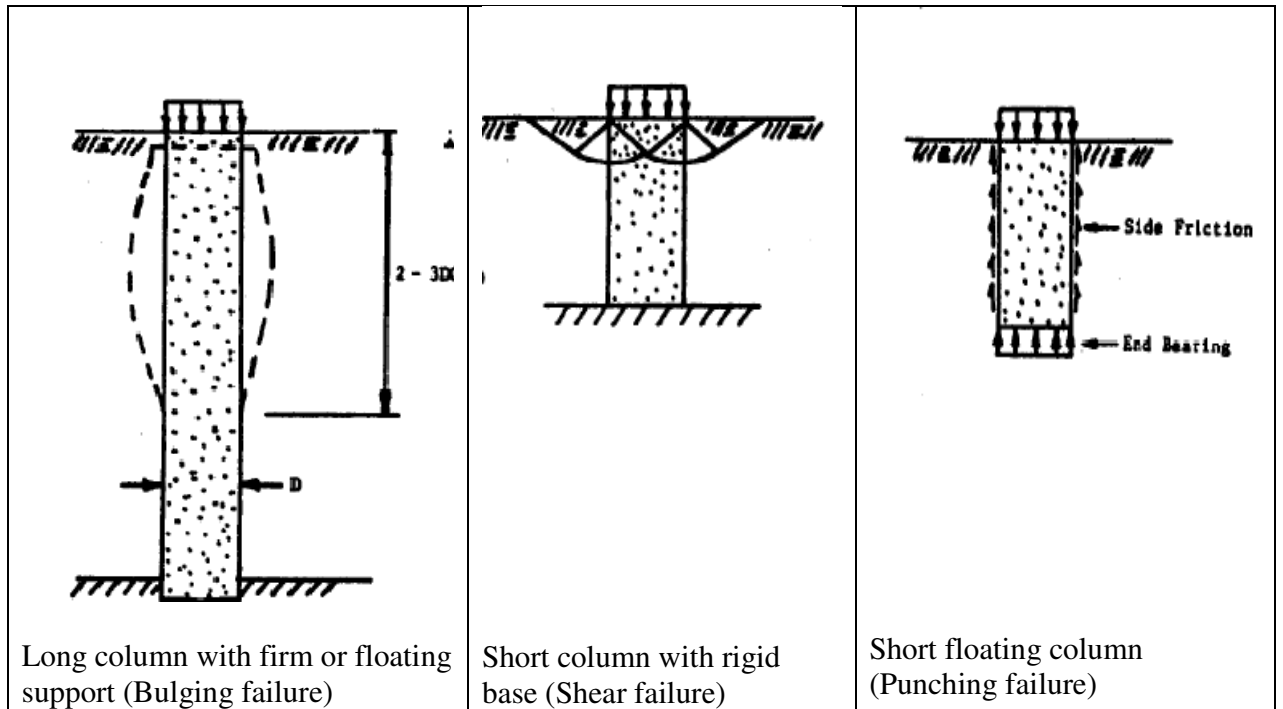 2 - 3D
D
Long column with firm or floating
support (Bulging failure)
Short column with rigid
base (Shear failure)
Side Friction
End Bearing
Short floating column
(Punching failure)